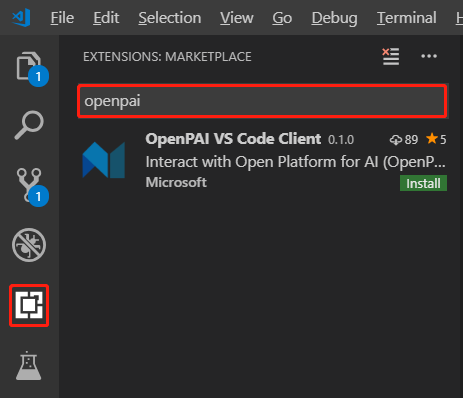 File Edit Selection View Go Debug Terminal
EXTENSIONS: MARKETPLACE
1
openpai
OpenPAI VS Code Client 0.1.0 89 5
Interact with Open Platform for AI (OpenP...
Microsoft Install
1